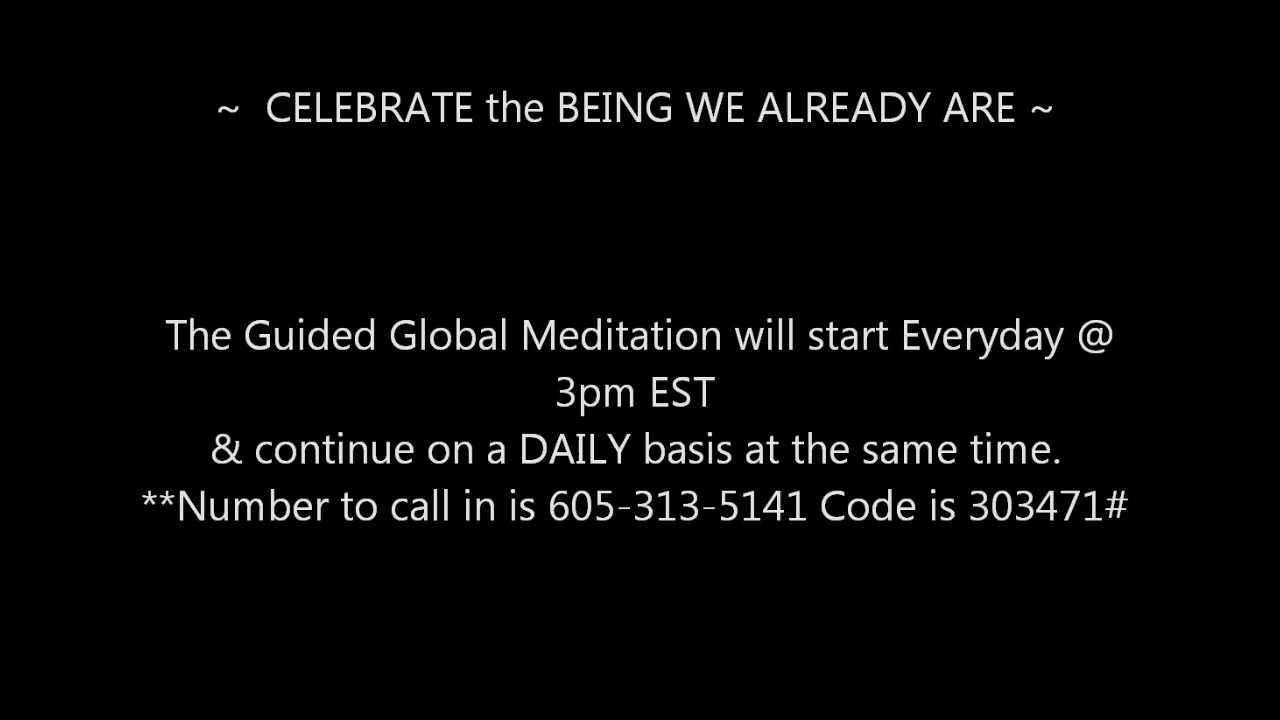 ~  CELEBRATE the BEING WE ALREADY ARE ~
The Guided Global Meditation will start Everyday @
3pm EST
& continue on a DAILY basis at the same time.
**Number to call in is 605-313-5141 Code is 303471#